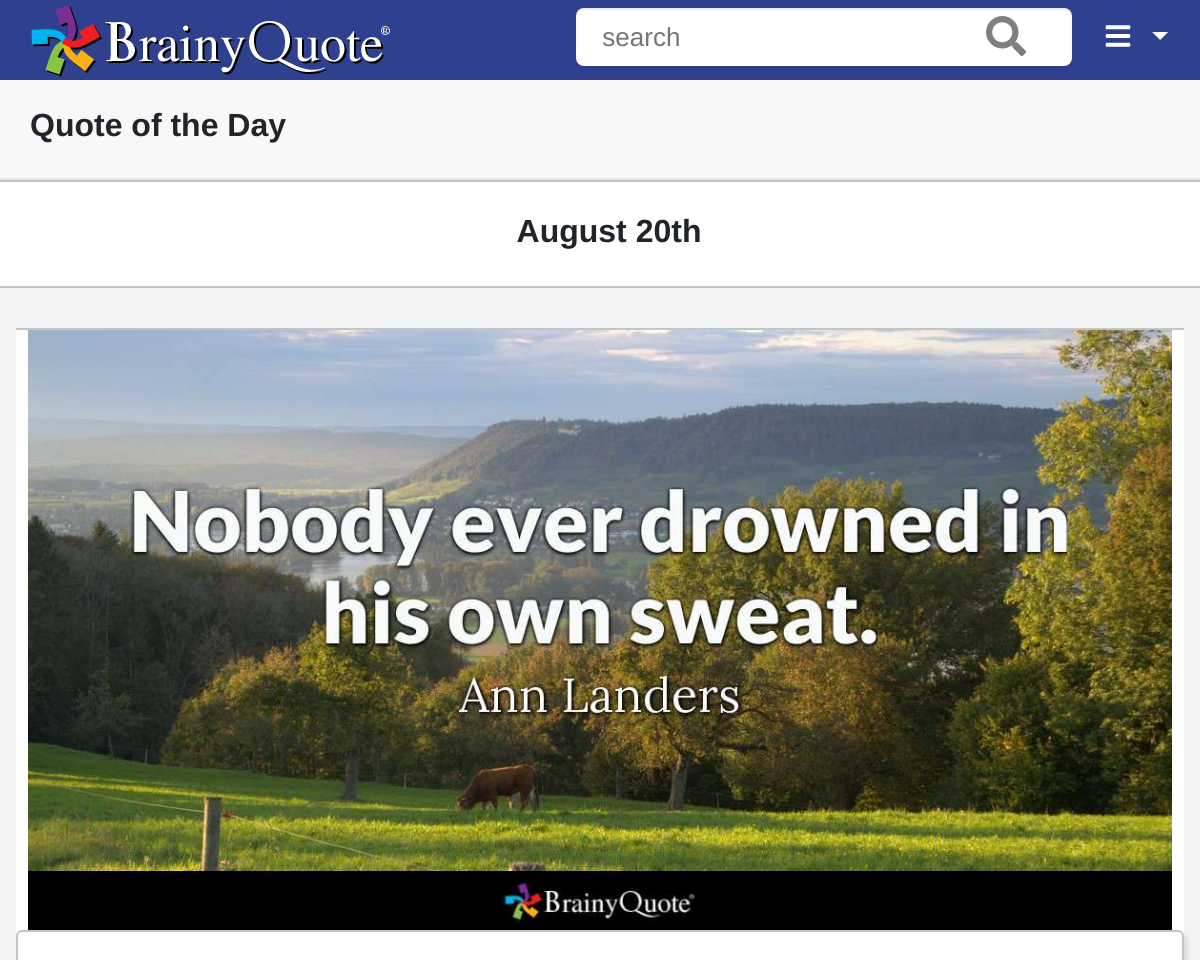 BrainyQuote®
search
Quote of the Day
August 20th
Nobody ever drowned in
his own sweat.
Ann Landers
BrainyQuote®